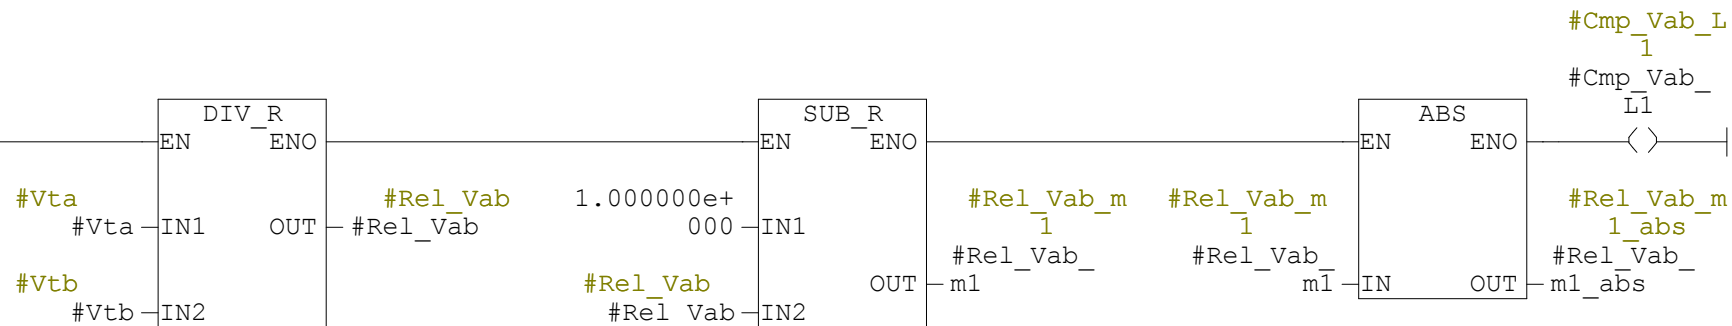 #Cmp_Vab_L
1
#Cmp_Vab_
L1
DIV_R
SUB_R
ABS
EN ENO
EN ENO
EN ENO
#Vta
#Vta
IN1 OUT
#Rel_Vab
#Rel_Vab
1.000000e+
000
IN1
#Rel_Vab_m
1
#Rel_Vab_
m1
#Rel_Vab_m
1
#Rel_Vab_
m1
#Rel_Vab_m
1_abs
#Rel_Vab_
m1_abs
#Vtb
#Vtb
IN2
#Rel_Vab
#Rel Vab
IN2
OUT
IN OUT